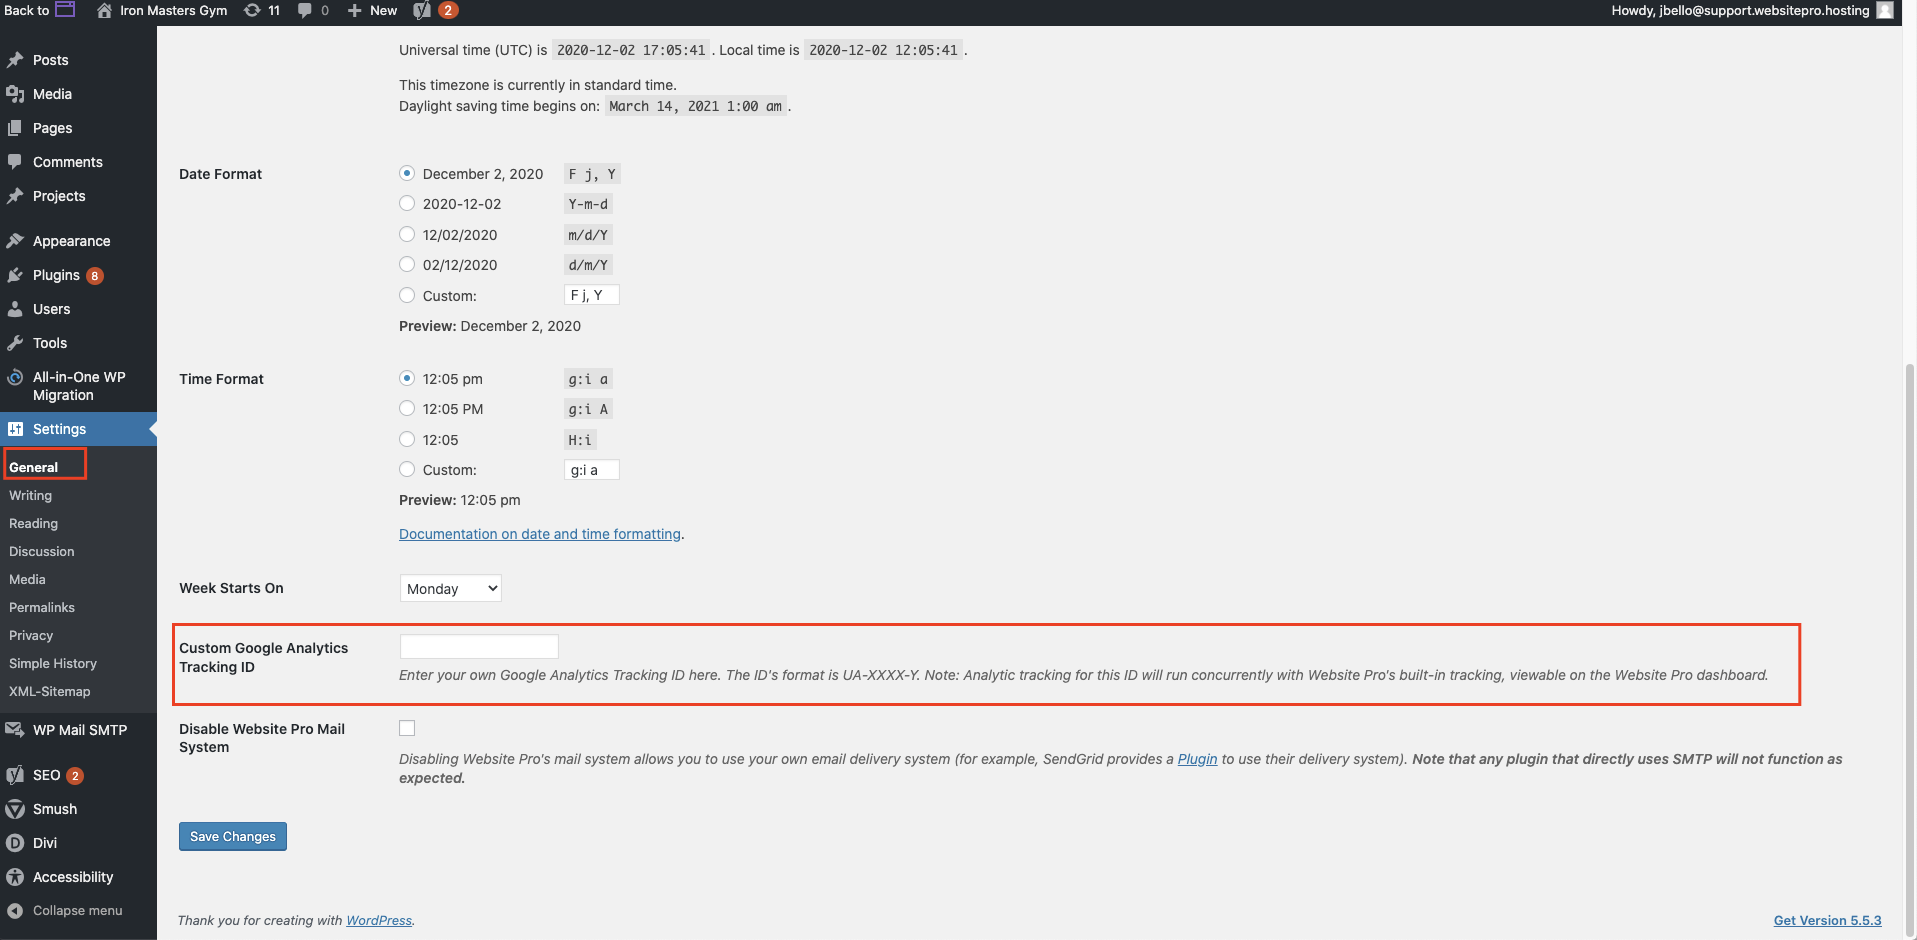 Back to
Iron Masters Gym
11
0
New
2
Howdy, jbello@support.websitepro.hosting
Posts
Media
Pages
Comments
Projects
Appearance
Plugins 8
Users
Tools
All-in-One WP
Migration
Settings
General
Writing
Reading
Discussion
Media
Permalinks
Privacy
Simple History
XML-Sitemap
WP Mail SMTP
SEO 2
Smush
Divi
Accessibility
Collapse menu
Universal time (UTC) is 2020-12-02 17:05:41 . Local time is 2020-12-02 12:05:41 .
This timezone is currently in standard time.
Daylight saving time begins on: March 14, 2021 1:00 am .
Date Format
December 2, 2020 F j, Y
2020-12-02 Y-m-d
12/02/2020 m/d/Y
02/12/2020 d/m/Y
Custom: F j, Y
Preview: December 2, 2020
Time Format
12:05 pm g:i a
12:05 PM g:i A
12:05 H:i
Custom: g:i a
Preview: 12:05 pm
Documentation on date and time formatting.
Week Starts On
Monday
Custom Google Analytics
Tracking ID
Enter your own Google Analytics Tracking ID here. The ID's format is UA-XXXX-Y. Note: Analytic tracking for this ID will run concurrently with Website Pro's built-in tracking, viewable on the Website Pro dashboard.
Disable Website Pro Mail
System
Disabling Website Pro's mail system allows you to use your own email delivery system (for example, SendGrid provides a Plugin to use their delivery system). Note that any plugin that directly uses SMTP will not function as
expected.
Save Changes
Thank you for creating with WordPress.
Get Version 5.5.3